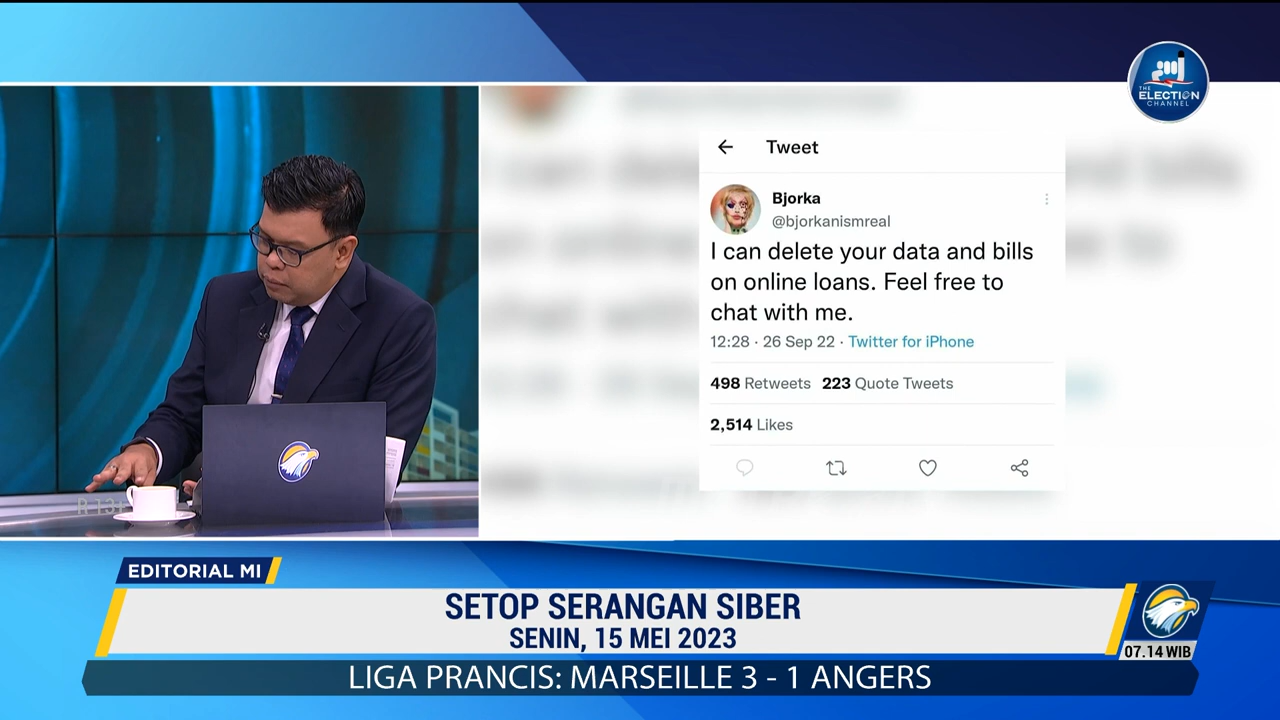 THE
ELECTION
CHANNEL
Tweet
Bjorka
@bjorkanismreal
I can delete your data and bills
on online loans. Feel free to
chat with me.
12:28 · 26 Sep 22 · Twitter for iPhone
498 Retweets 223 Quote Tweets
2,514 Likes
R 13+
EDITORIAL MI
SETOP SERANGAN SIBER
SENIN, 15 MEI 2023
07.14 WIB
LIGA PRANCIS: MARSEILLE 3 - 1 ANGERS